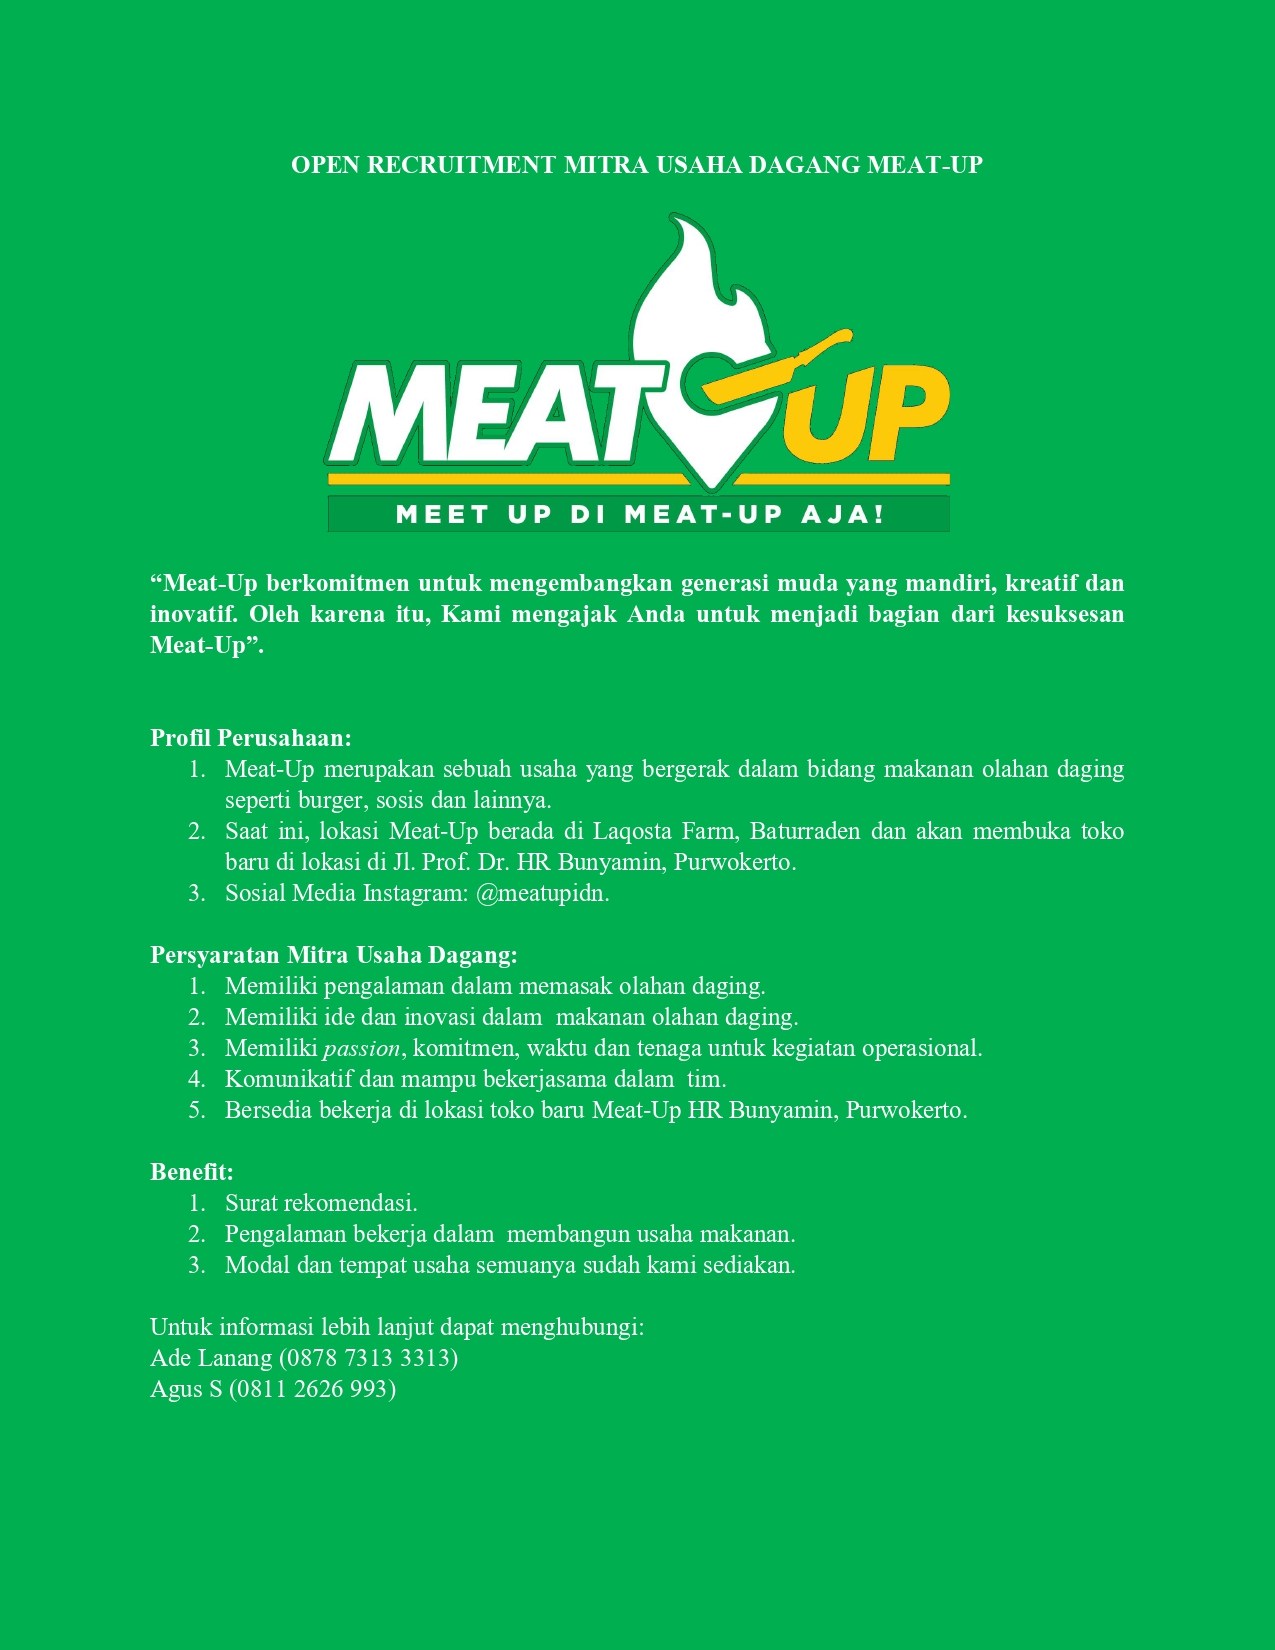 OPEN RECRUITMENT MITRA USAHA DAGANG MEAT-UP
MEAT UP
MEET UP DI MEAT-UP AJA!
“Meat-Up berkomitmen untuk mengembangkan generasi muda yang mandiri, kreatif dan
inovatif. Oleh karena itu, Kami mengajak Anda untuk menjadi bagian dari kesuksesan
Meat-Up”.
Profil Perusahaan:
1. Meat-Up merupakan sebuah usaha yang bergerak dalam bidang makanan olahan daging
seperti burger, sosis dan lainnya.
2. Saat ini, lokasi Meat-Up berada di Laqosta Farm, Baturraden dan akan membuka toko
baru di lokasi di Jl. Prof. Dr. HR Bunyamin, Purwokerto.
3. Sosial Media Instagram: @meatupidn.
Persyaratan Mitra Usaha Dagang:
1. Memiliki pengalaman dalam memasak olahan daging.
2. Memiliki ide dan inovasi dalam  makanan olahan daging.
3. Memiliki passion, komitmen, waktu dan tenaga untuk kegiatan operasional.
4. Komunikatif dan mampu bekerjasama dalam  tim.
5. Bersedia bekerja di lokasi toko baru Meat-Up HR Bunyamin, Purwokerto.
Benefit:
1. Surat rekomendasi.
2. Pengalaman bekerja dalam  membangun usaha makanan.
3. Modal dan tempat usaha semuanya sudah kami sediakan.
Untuk informasi lebih lanjut dapat menghubungi:
Ade Lanang (0878 7313 3313)
Agus S (0811 2626 993)